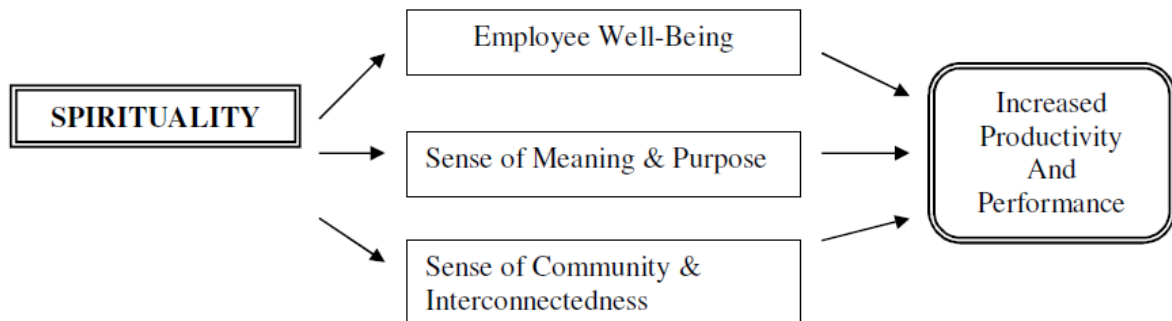 SPIRITUALITY
Employee Well-Being
Sense of Meaning & Purpose
Sense of Community &
Interconnectedness
Increased
Productivity
And
Performance